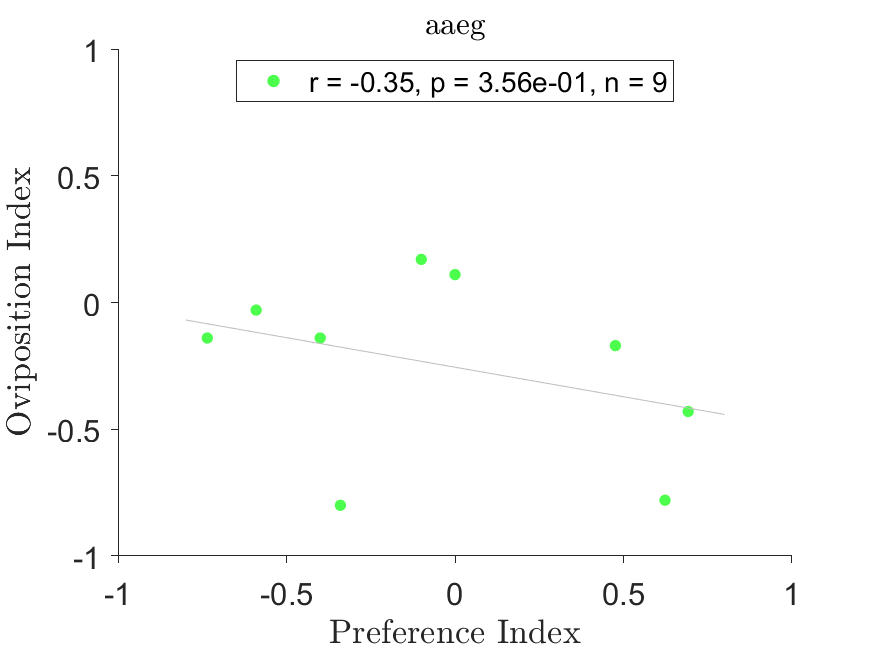 aaeg
r = -0.35, p = 3.56e-01, n = 9
Oviposition Index
1
0.5
0
-0.5
-1
-1
-0.5
0
0.5
1
Preference Index